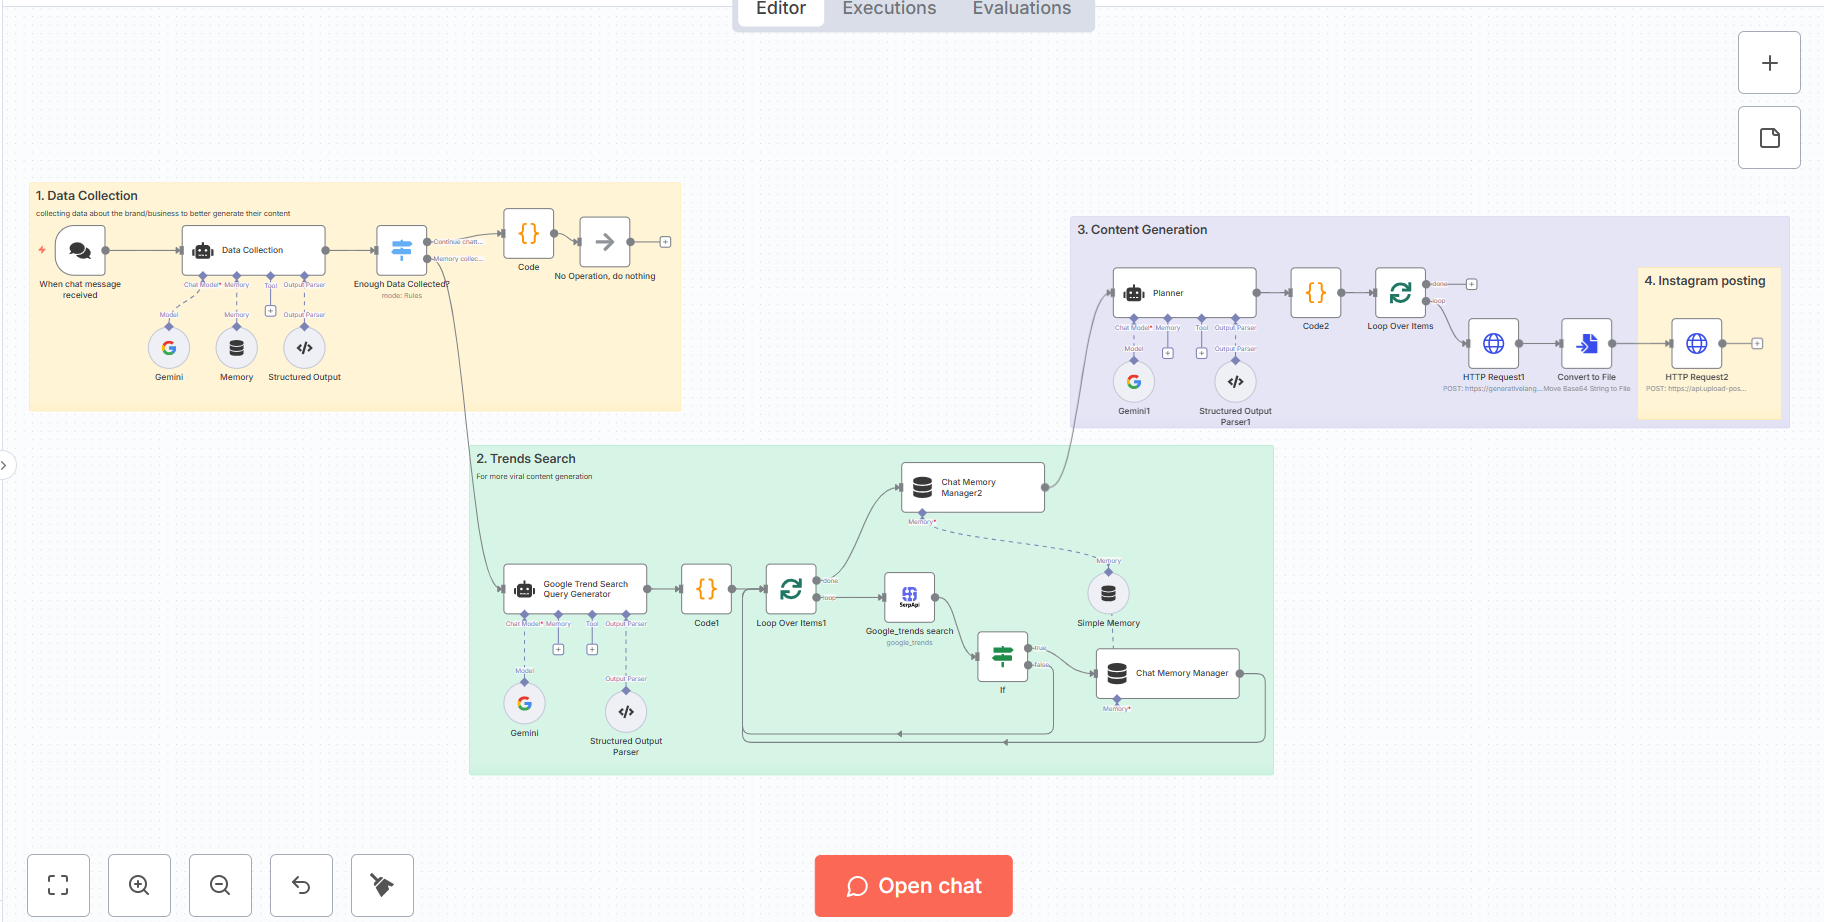 Editor
Executions
Evaluations
1. Data Collection
collecting data about the brand/business to better generate their content
When chat message
received
Data Collection
Chat Model*
Memory
Tool
Output Parser
Model
Memory
Output Parser
Gemini
Memory
Structured Output
Enough Data Collected?
mode: Rules
Continue chatt...
Memory collec...
Code
No Operation, do nothing
2. Trends Search
For more viral content generation
Google Trend Search
Query Generator
Chat Model*
Memory
Tool
Output Parser
Model
Output Parser
Gemini
Structured Output
Parser
Code1
Loop Over Items1
done
loop
Google_trends search
google_trends
SerpApi
If
true
false
Chat Memory
Manager2
Memory*
Memory
Simple Memory
Chat Memory Manager
Memory*
3. Content Generation
Planner
Chat Model*
Memory
Tool
Output Parser
Model
Output Parser
Gemini1
Structured Output
Parser1
Code2
Loop Over Items
done
loop
HTTP Request1
POST: https://generativelang...
Convert to File
Move Base64 String to File
4. Instagram posting
HTTP Request2
POST: https://api.upload-pos...
Open chat